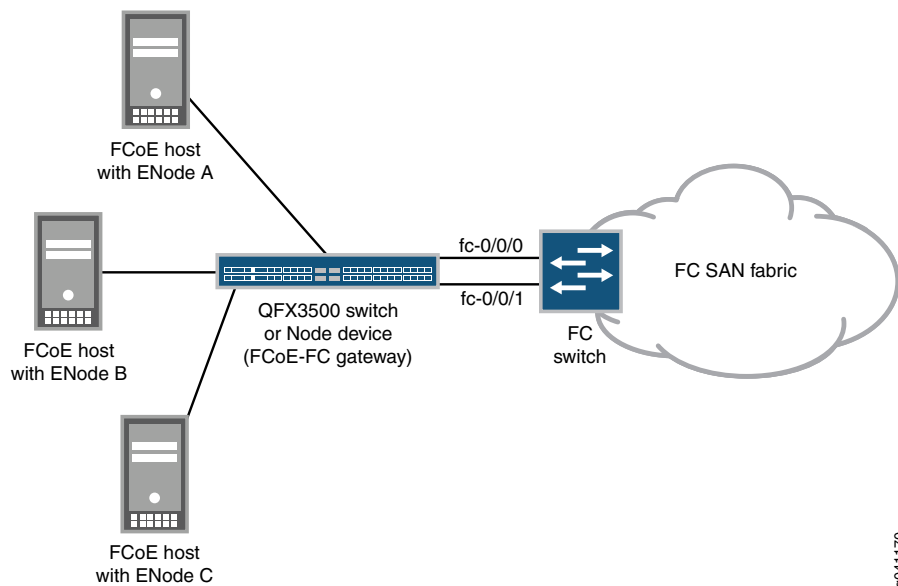 FCoE host
with ENode A
fc-0/0/0
FC SAN fabric
fc-0/0/1
QFX3500 switch
or Node device
(FCoE-FC gateway)
FC
switch
FCoE host
with ENode B
FCoE host
with ENode C